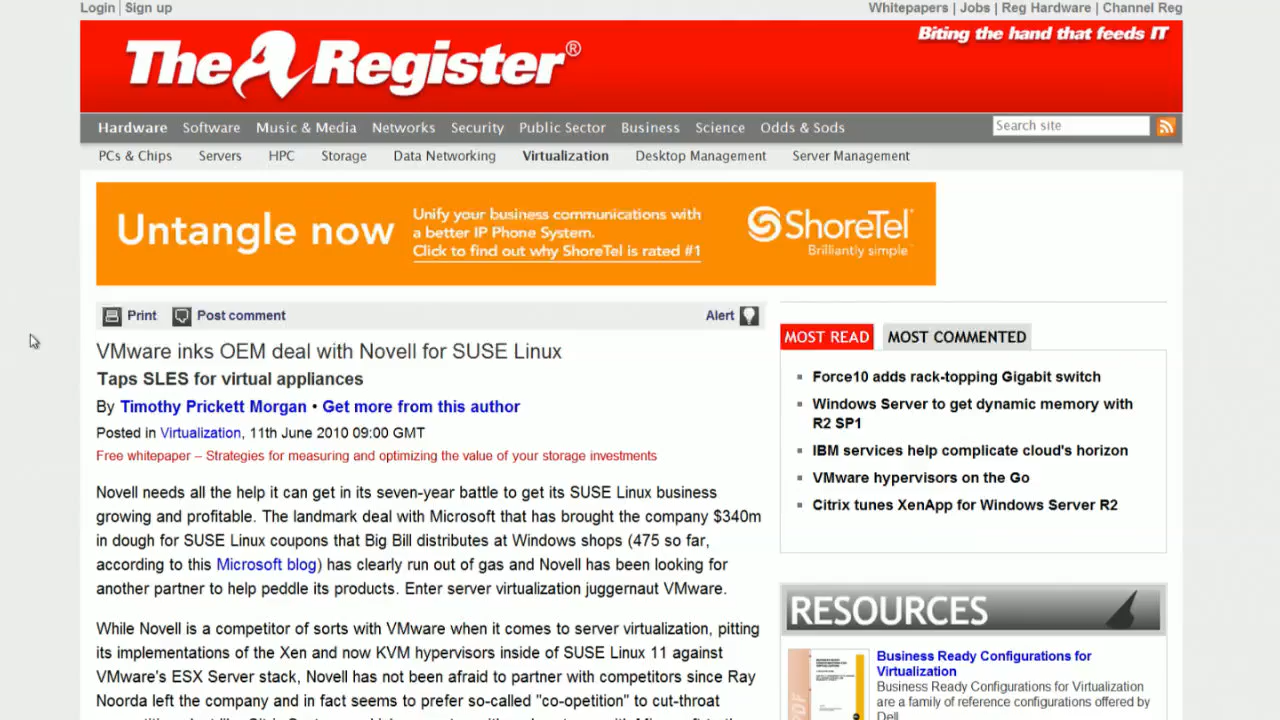 Login | Sign up
Whitepapers | Jobs | Reg Hardware | Channel Reg
The Register®
Biting the hand that feeds IT
Hardware Software Music & Media Networks Security Public Sector Business Science Odds & Sods
Search site
PCs & Chips Servers HPC Storage Data Networking Virtualization Desktop Management Server Management
Untangle now
Unify your business communications with
a better IP Phone System.
Click to find out why ShoreTel is rated #1
ShoreTel
Brilliantly simple
Print Post comment Alert
VMware inks OEM deal with Novell for SUSE Linux
Taps SLES for virtual appliances
By Timothy Prickett Morgan • Get more from this author
Posted in Virtualization, 11th June 2010 09:00 GMT
Free whitepaper – Strategies for measuring and optimizing the value of your storage investments
Novell needs all the help it can get in its seven-year battle to get its SUSE Linux business
growing and profitable. The landmark deal with Microsoft that has brought the company $340m
in dough for SUSE Linux coupons that Big Bill distributes at Windows shops (475 so far,
according to this Microsoft blog) has clearly run out of gas and Novell has been looking for
another partner to help peddle its products. Enter server virtualization juggernaut VMware.
While Novell is a competitor of sorts with VMware when it comes to server virtualization, pitting
its implementations of the Xen and now KVM hypervisors inside of SUSE Linux 11 against
VMware's ESX Server stack, Novell has not been afraid to partner with competitors since Ray
Noorda left the company and in fact seems to prefer so-called "co-opetition" to cut-throat
MOST READ MOST COMMENTED
Force10 adds rack-topping Gigabit switch
Windows Server to get dynamic memory with
R2 SP1
IBM services help complicate cloud's horizon
VMware hypervisors on the Go
Citrix tunes XenApp for Windows Server R2
RESOURCES
PDF
Business Ready Configurations for
Virtualization
Business Ready Configurations for Virtualization
are a family of reference configurations offered by
Dell